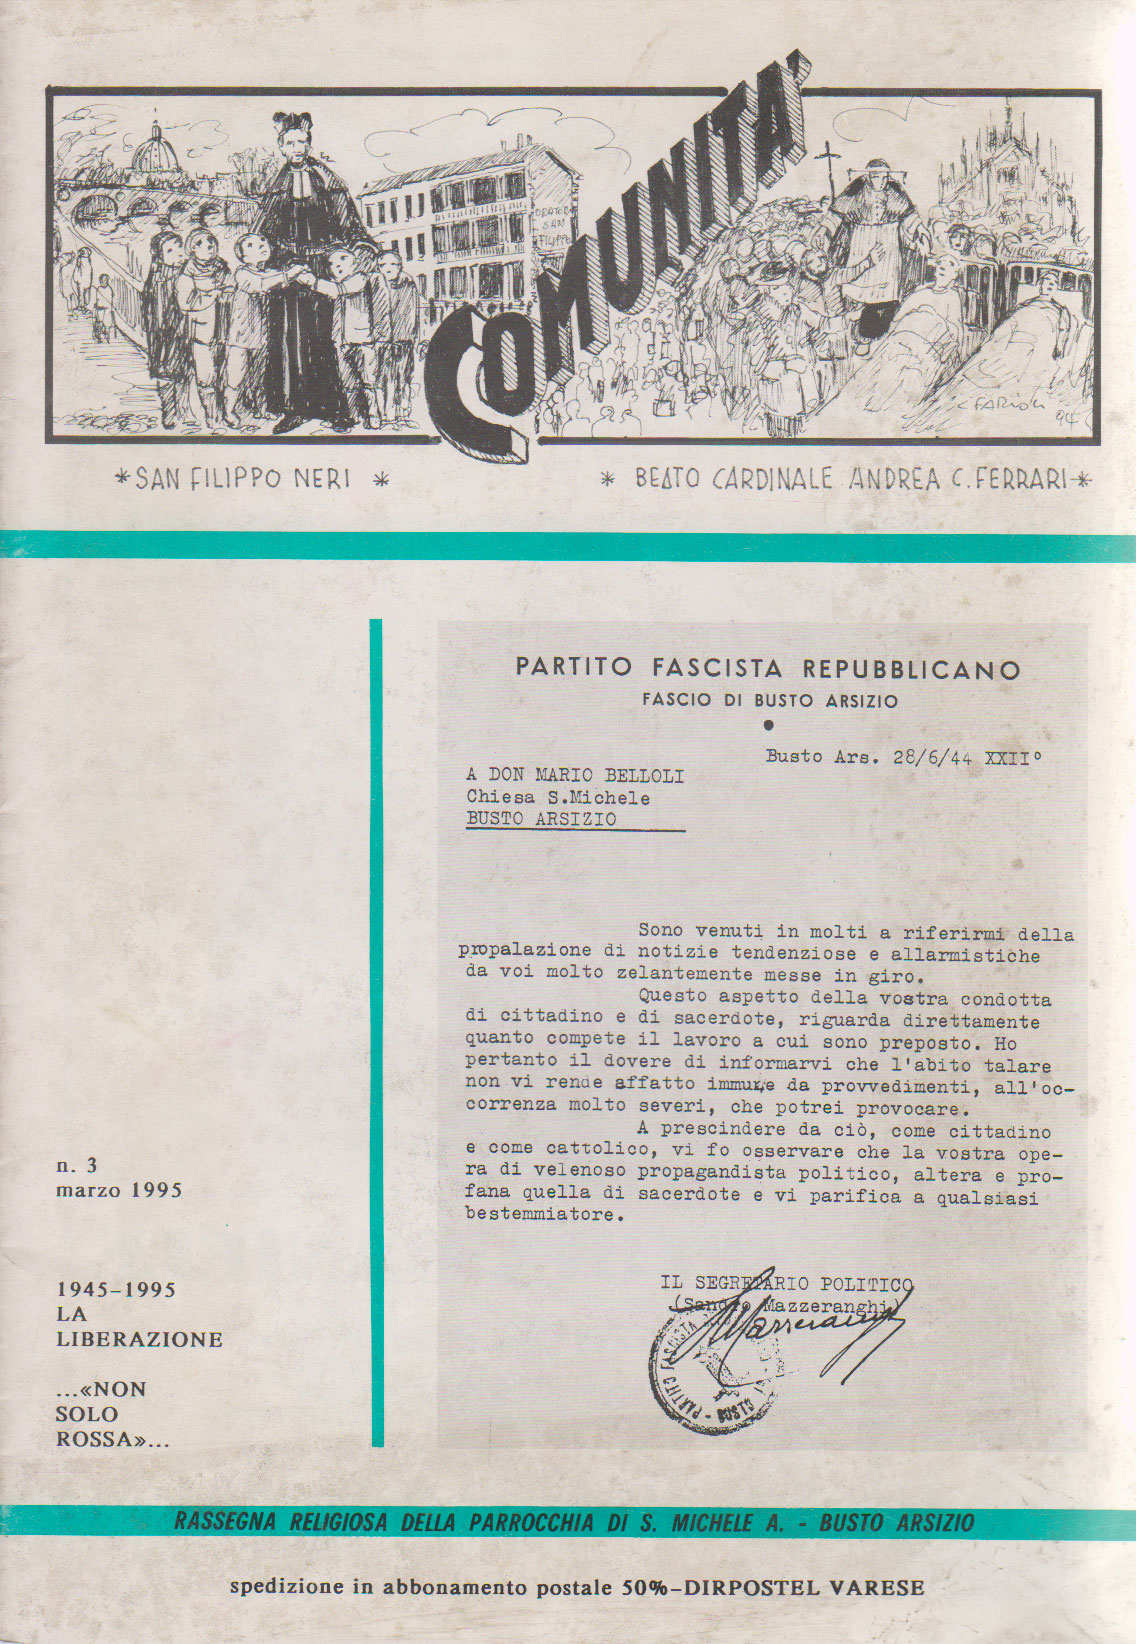 COMUNITA'
ORATORIO
SAN
FILIPPO
C FARIOLI
94
*SAN FILIPPO NERI *
* BEATO CARDINALE ANDREA C. FERRARI *
PARTITO FASCISTA REPUBBLICANO
FASCIO DI BUSTO ARSIZIO
Busto Ars. 28/6/44 XXII°
A DON MARIO BELLOLI
Chiesa S.Michele
BUSTO ARSIZIO
Sono venuti in molti a riferirmi della
propalazione di notizie tendenziose e allarmistiche
da voi molto zelantemente messe in giro.
Questo aspetto della vostra condotta
di cittadino e di sacerdote, riguarda direttamente
quanto compete il lavoro a cui sono preposto. Ho
pertanto il dovere di informarvi che l'abito talare
non vi rende affatto immune da provvedimenti, all'oc-
correnza molto severi, che potrei provocare.
A prescindere da ciò, come cittadino
e come cattolico, vi fo osservare che la vostra ope-
ra di velenoso propagandista politico, altera e pro-
fana quella di sacerdote e vi parifica a qualsiasi
bestemmiatore.
IL SEGRETARIO POLITICO
(Sandro Mazzeranghi)
Mazzeranghi
PARTITO FASCISTA
- BUSTO
n. 3
marzo 1995
1945-1995
LA
LIBERAZIONE
...«NON
SOLO
ROSSA»...
RASSEGNA RELIGIOSA DELLA PARROCCHIA DI S. MICHELE A. - BUSTO ARSIZIO
spedizione in abbonamento postale 50%-DIRPOSTEL VARESE